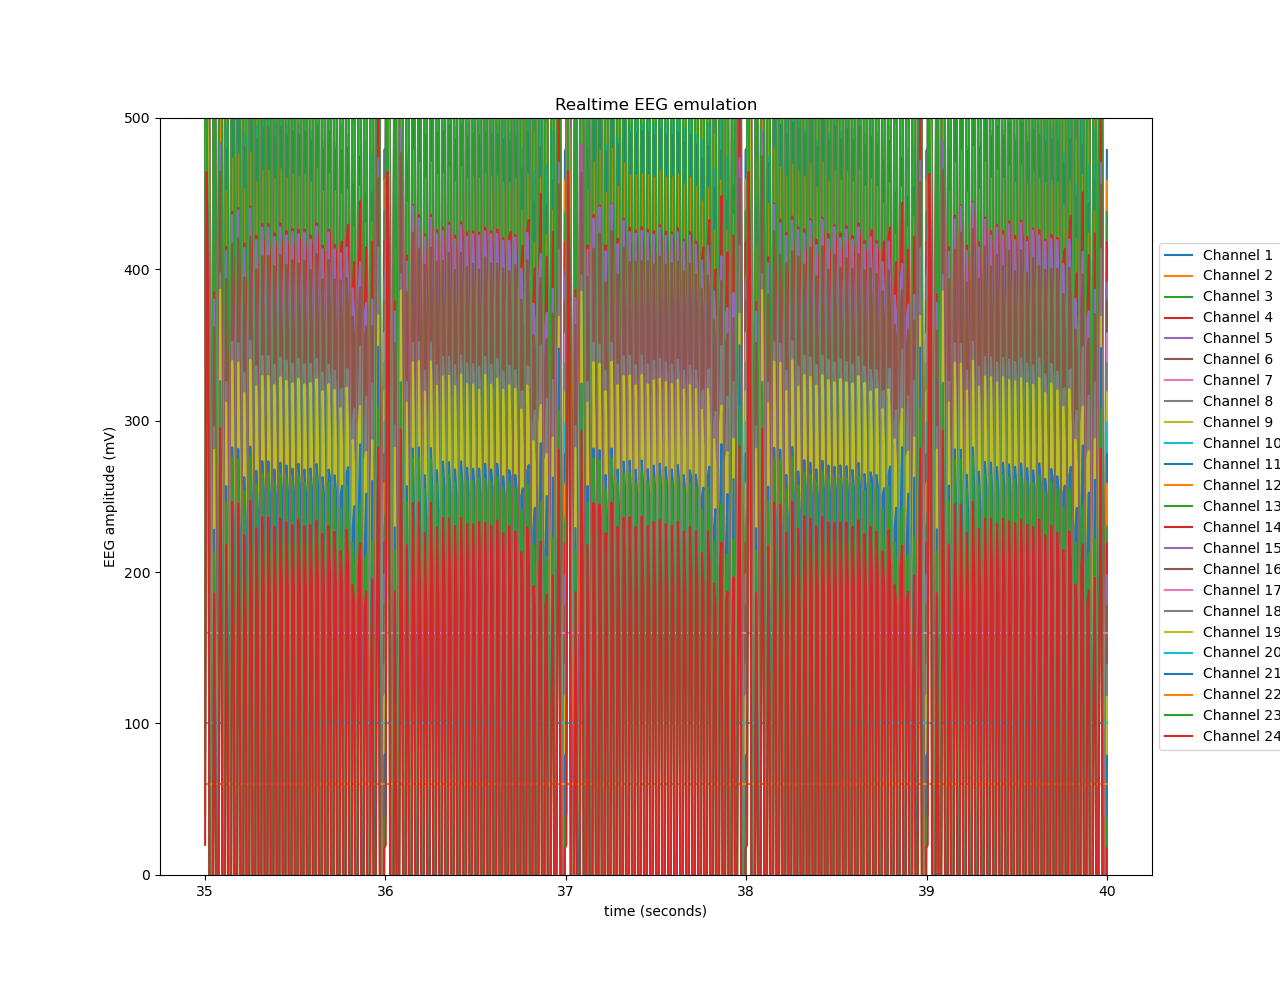 Realtime EEG emulation
500
400
300
200
100
0
EEG amplitude (mV)
35 36 37 38 39 40
time (seconds)
Channel 1
Channel 2
Channel 3
Channel 4
Channel 5
Channel 6
Channel 7
Channel 8
Channel 9
Channel 10
Channel 11
Channel 12
Channel 13
Channel 14
Channel 15
Channel 16
Channel 17
Channel 18
Channel 19
Channel 20
Channel 21
Channel 22
Channel 23
Channel 24